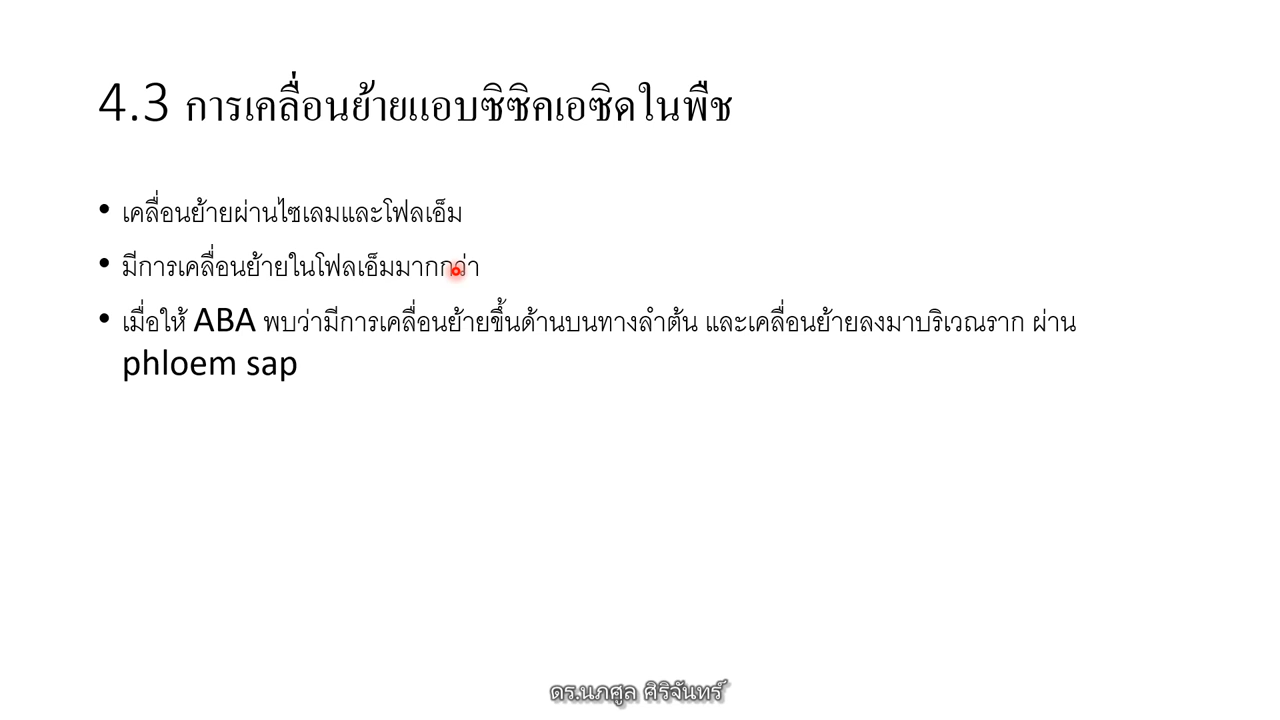 4.3 การเคลื่อนย้ายแอบซิซิคเอซิดในพืช
• เคลื่อนย้ายผ่านไซเลมและโฟลเอ็ม
• มีการเคลื่อนย้ายในโฟลเอ็มมากกว่า
• เมื่อให้ ABA พบว่ามีการเคลื่อนย้ายขึ้นด้านบนทางลำต้น และเคลื่อนย้ายลงมาบริเวณราก ผ่าน
phloem sap
ดร.นภศูล ศิริจันทร์